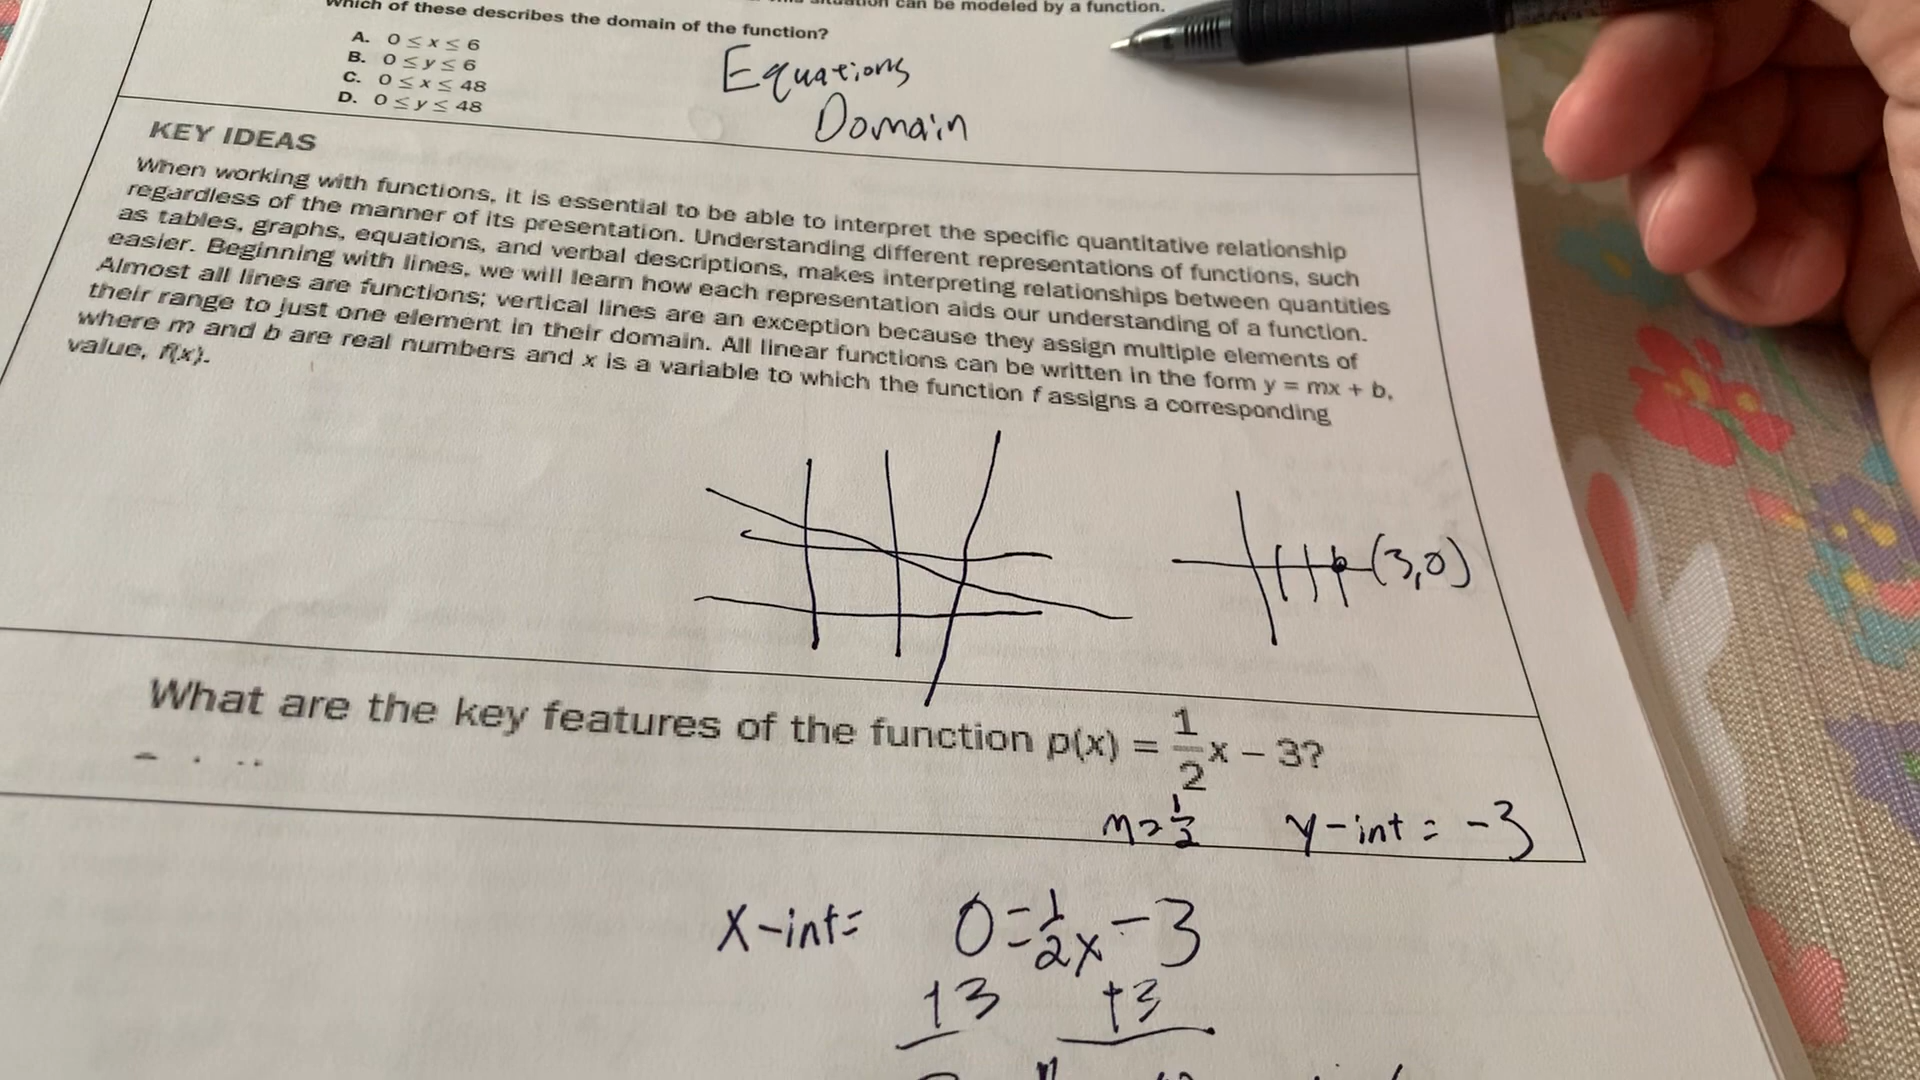 situation can be modeled by a function.
Which of these describes the domain of the function?
A. 0 ≤ x ≤ 6
B. 0 ≤ y ≤ 6
C. 0 ≤ x ≤ 48
D. 0 ≤ y ≤ 48
Equations
Domain
KEY IDEAS
When working with functions, it is essential to be able to interpret the specific quantitative relationship
regardless of the manner of its presentation. Understanding different representations of functions, such
as tables, graphs, equations, and verbal descriptions, makes interpreting relationships between quantities
easier. Beginning with lines, we will learn how each representation aids our understanding of a function.
Almost all lines are functions; vertical lines are an exception because they assign multiple elements of
their range to just one element in their domain. All linear functions can be written in the form y = mx + b,
where m and b are real numbers and x is a variable to which the function f assigns a corresponding
value, f(x).
(3,0)
What are the key features of the function p(x) = 1/2 x – 3?
m = 1/2 y-int = -3
x-int = 0 = 1/2 x - 3
+3 +3